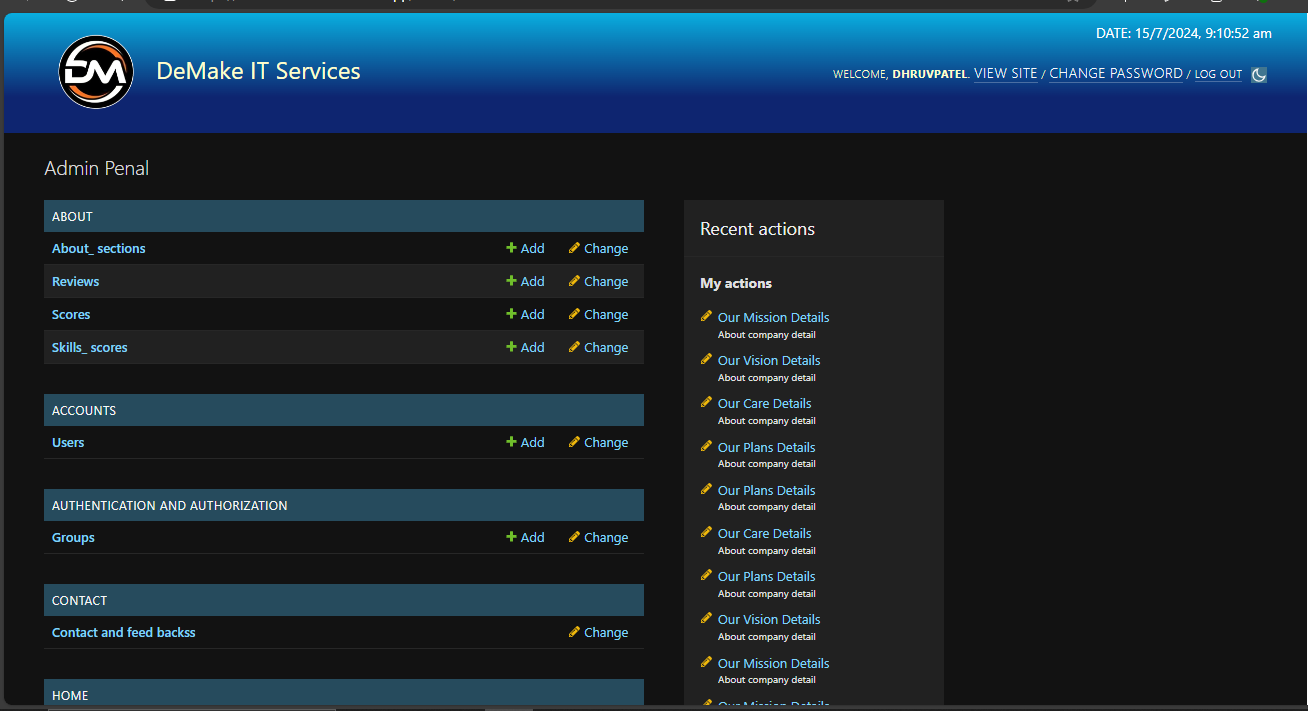 DATE: 15/7/2024, 9:10:52 am
DM
DeMake IT Services
WELCOME, DHRUVPATEL. VIEW SITE / CHANGE PASSWORD / LOG OUT
Admin Penal
ABOUT
About_ sections Add Change
Reviews Add Change
Scores Add Change
Skills_ scores Add Change
ACCOUNTS
Users Add Change
AUTHENTICATION AND AUTHORIZATION
Groups Add Change
CONTACT
Contact and feed backss Change
HOME
Recent actions
My actions
Our Mission Details
About company detail
Our Vision Details
About company detail
Our Care Details
About company detail
Our Plans Details
About company detail
Our Plans Details
About company detail
Our Care Details
About company detail
Our Plans Details
About company detail
Our Vision Details
About company detail
Our Mission Details
About company detail
Our Mission Details